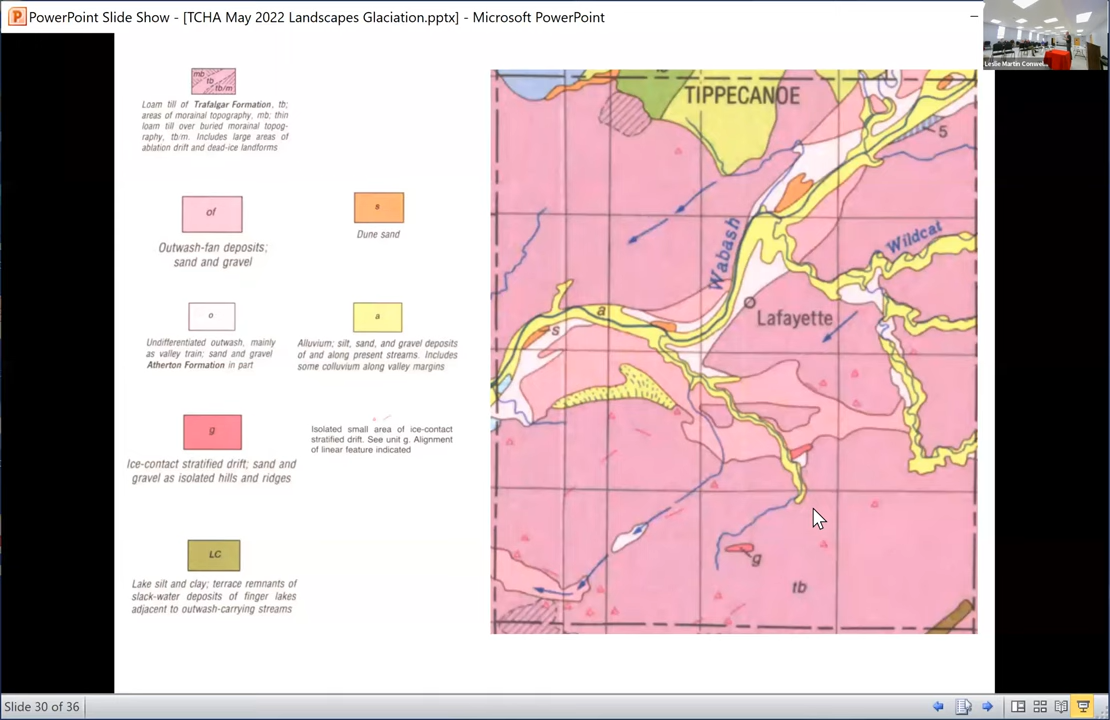 PowerPoint Slide Show - [TCHA May 2022 Landscapes Glaciation.pptx] - Microsoft PowerPoint
mb
tb
tb/m
Loam till of Trafalgar Formation, tb;
areas of morainal topography, mb; thin
loam till over buried morainal topog-
raphy, tb/m. Includes large areas of
ablation drift and dead-ice landforms
of
Outwash-fan deposits;
sand and gravel
s
Dune sand
o
Undifferentiated outwash, mainly
as valley train; sand and gravel
Atherton Formation in part
a
Alluvium; silt, sand, and gravel deposits
of and along present streams. Includes
some colluvium along valley margins
g
Ice-contact stratified drift; sand and
gravel as isolated hills and ridges
Isolated small area of ice-contact
stratified drift. See unit g. Alignment
of linear feature indicated
LC
Lake silt and clay; terrace remnants of
slack-water deposits of finger lakes
adjacent to outwash-carrying streams
TIPPECANOE
5
Wabash
Wildcat
Lafayette
a
s
g
tb
Leslie Martin
Slide 30 of 36